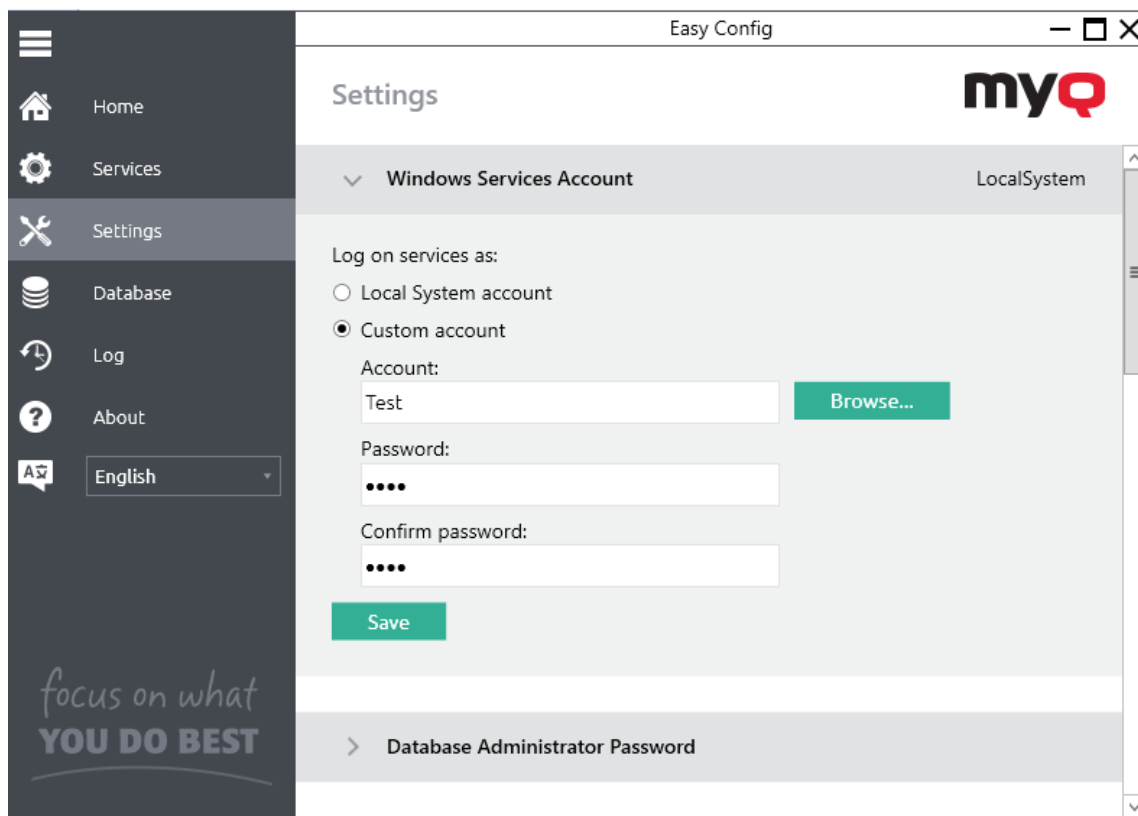 Easy Config
Home
Services
Settings
Database
Log
About
A文
English
focus on what
YOU DO BEST
Settings
myQ
Windows Services Account
LocalSystem
Log on services as:
Local System account
Custom account
Account:
Test
Browse...
Password:
••••
Confirm password:
••••
Save
Database Administrator Password